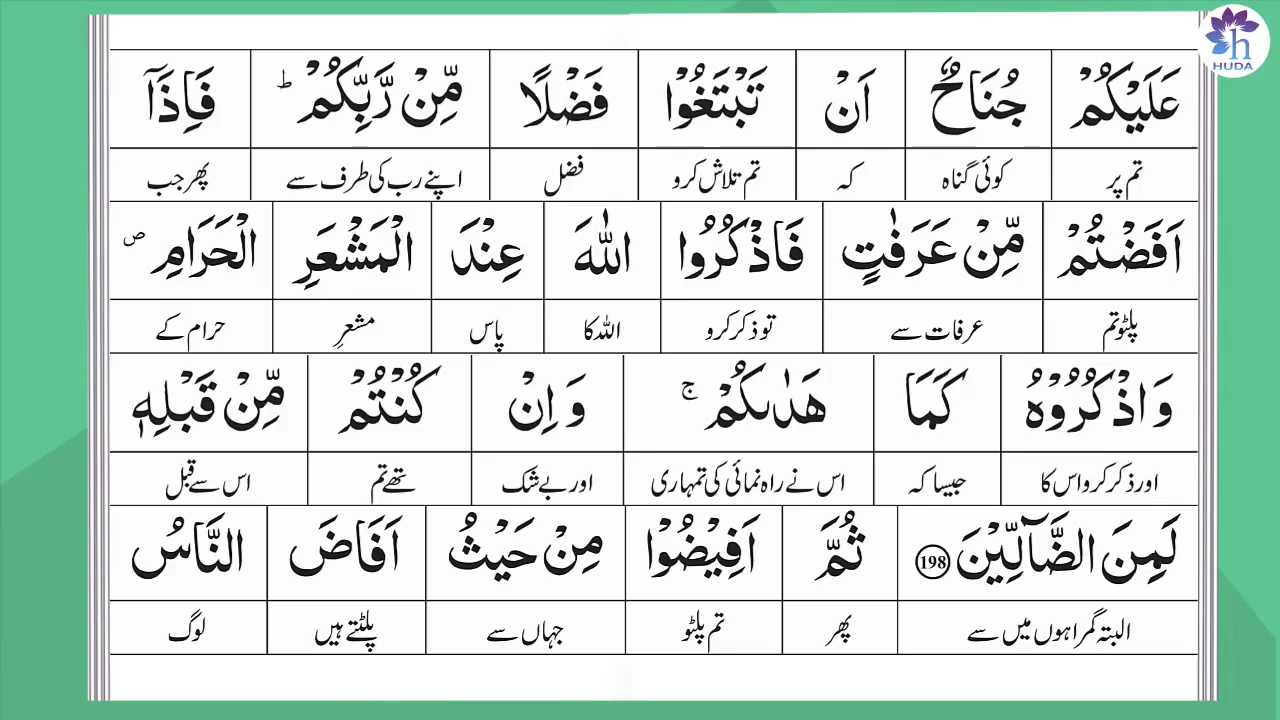 عَلَيْكُمْ جُنَاحٌ اَنْ تَبْتَغُوْا فَضْلًا مِّنْ رَّبِّكُمْ ؕ فَاِذَاۤ
تم پر کوئی گناہ کہ تم تلاش کرو فضل اپنے رب کی طرف سے پھر جب
اَفَضْتُمْ مِّنْ عَرَفٰتٍ فَاذْكُرُوا اللّٰهَ عِنْدَ الْمَشْعَرِ الْحَرَامِ ۪
پلٹو تم عرفات سے تو ذکر کرو اللہ کا پاس مشعرِ حرام کے
وَ اذْكُرُوْهُ كَمَا هَدٰىكُمْ ۚ وَ اِنْ كُنْتُمْ مِّنْ قَبْلِهٖ
اور ذکر کرو اس کا جیسا کہ اس نے راہ نمائی کی تمہاری اور بے شک تھے تم اس سے قبل
لَمِنَ الضَّآلِّيْنَ 198 ثُمَّ اَفِيْضُوْا مِنْ حَيْثُ اَفَاضَ النَّاسُ
البتہ گمراہوں میں سے پھر تم پلٹو جہاں سے پلٹتے ہیں لوگ
h
HUDA